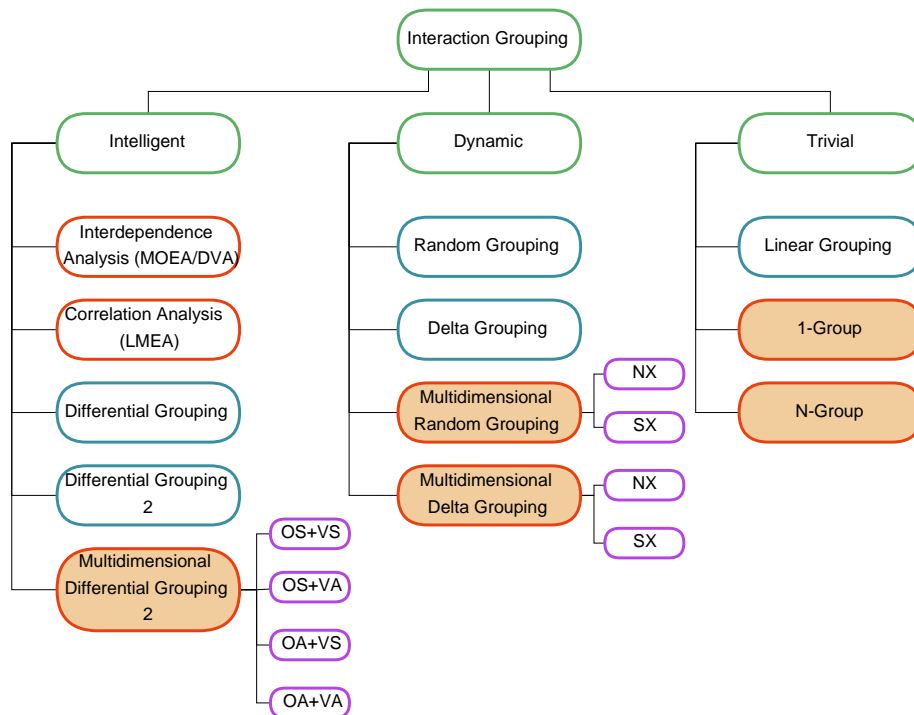 Interaction Grouping
Intelligent
Interdependence
Analysis (MOEA/DVA)
Correlation Analysis
(LMEA)
Differential Grouping
Differential Grouping
2
Multidimensional
Differential Grouping
2
OS+VS
OS+VA
OA+VS
OA+VA
Dynamic
Random Grouping
Delta Grouping
Multidimensional
Random Grouping
NX
SX
Multidimensional
Delta Grouping
NX
SX
Trivial
Linear Grouping
1-Group
N-Group